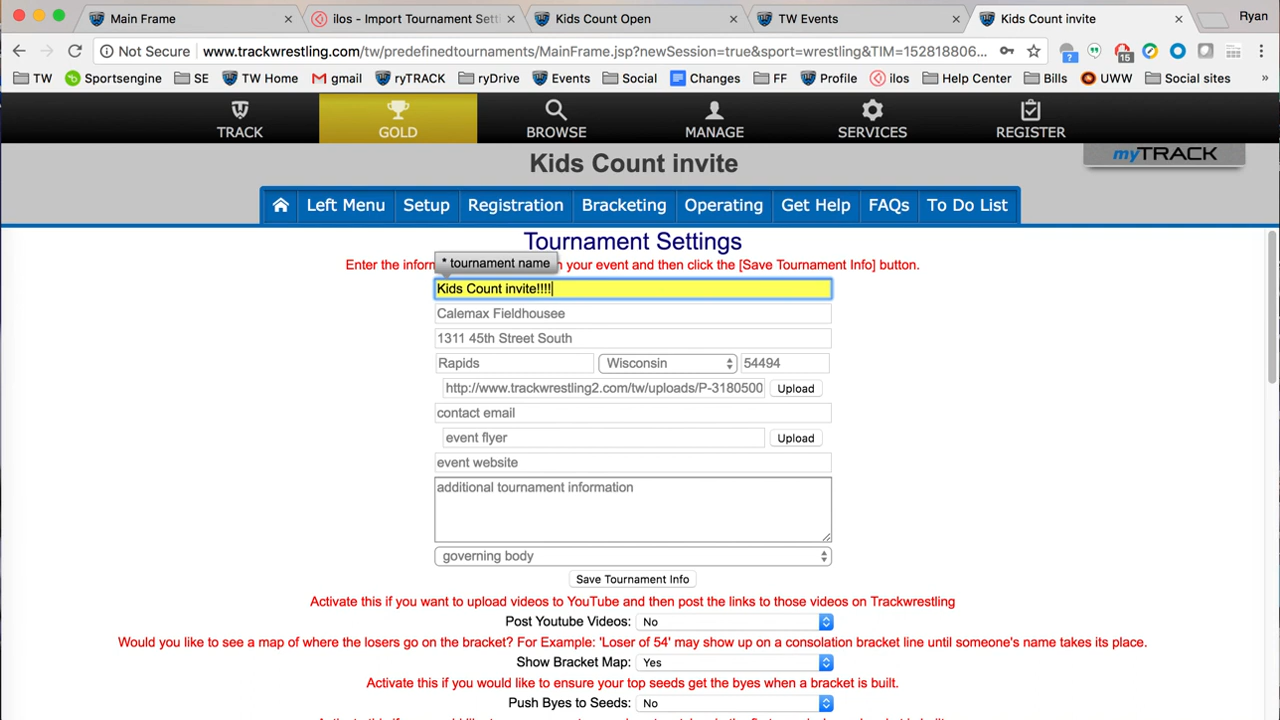 Main Frame
ilos - Import Tournament Setti
Kids Count Open
TW Events
Kids Count invite
Ryan
Not Secure
www.trackwrestling.com/tw/predefinedtournaments/MainFrame.jsp?newSession=true&sport=wrestling&TIM=152818806...
15
TW
Sportsengine
SE
TW Home
gmail
ryTRACK
ryDrive
Events
Social
Changes
FF
Profile
ilos
Help Center
Bills
UWW
Social sites
»
TRACK
GOLD
BROWSE
MANAGE
SERVICES
REGISTER
Kids Count invite
myTRACK
Left Menu
Setup
Registration
Bracketing
Operating
Get Help
FAQs
To Do List
Tournament Settings
* tournament name
Enter the inform n your event and then click the [Save Tournament Info] button.
Kids Count invite!!!!
Calemax Fieldhousee
1311 45th Street South
Rapids
Wisconsin
54494
http://www.trackwrestling2.com/tw/uploads/P-3180500
Upload
contact email
event flyer
Upload
event website
additional tournament information
governing body
Save Tournament Info
Activate this if you want to upload videos to YouTube and then post the links to those videos on Trackwrestling
Post Youtube Videos: No
Would you like to see a map of where the losers go on the bracket? For Example: 'Loser of 54' may show up on a consolation bracket line until someone's name takes its place.
Show Bracket Map: Yes
Activate this if you would like to ensure your top seeds get the byes when a bracket is built.
Push Byes to Seeds: No